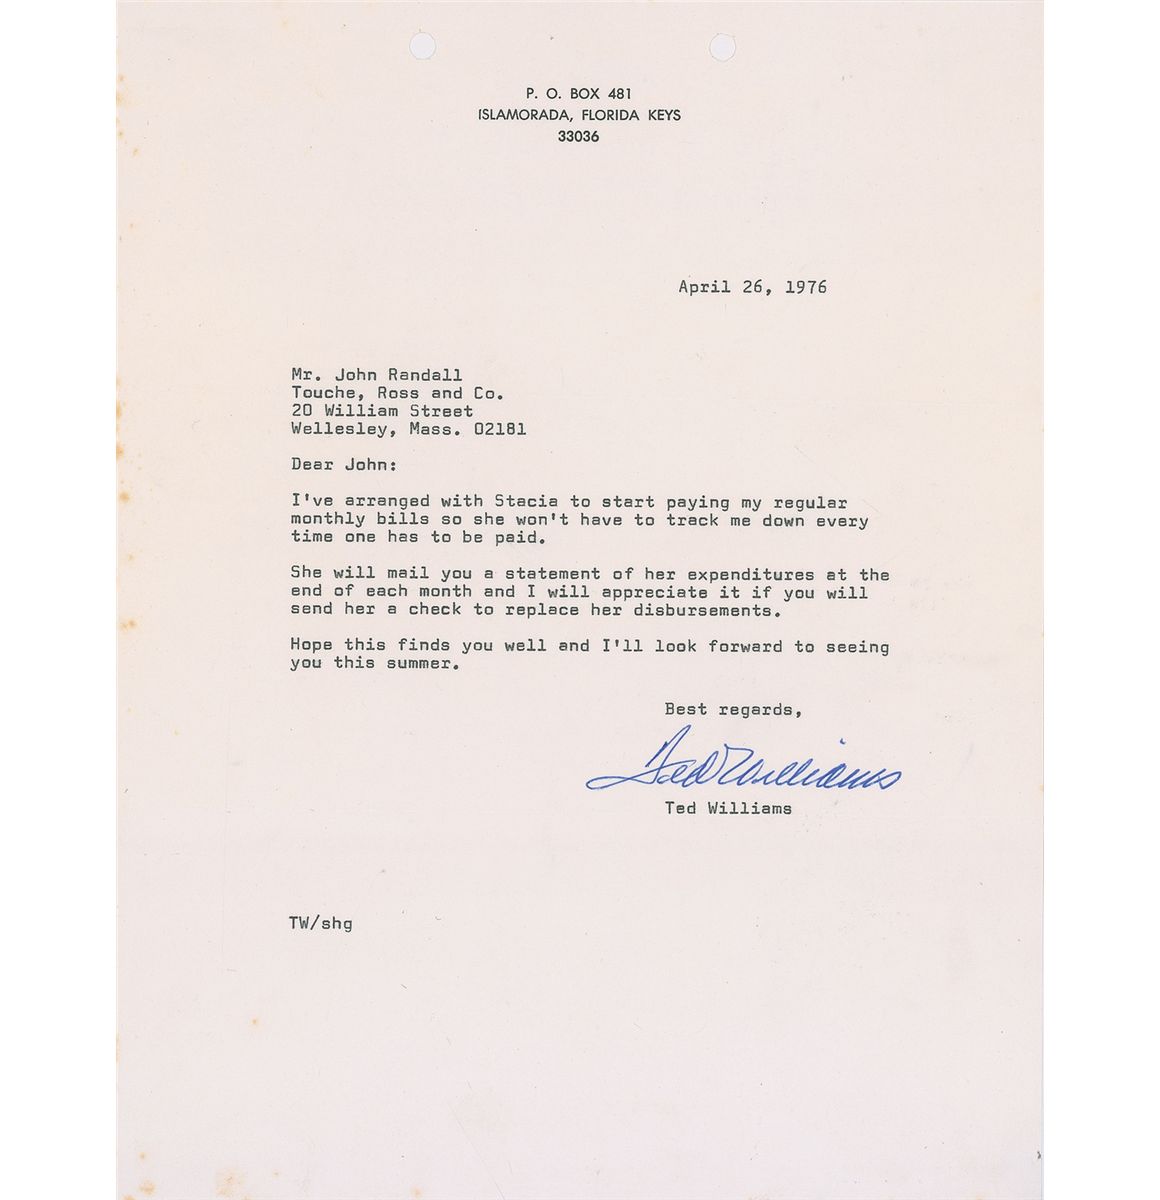 P. O. BOX 481
ISLAMORADA, FLORIDA KEYS
33036
April 26, 1976
Mr. John Randall
Touche, Ross and Co.
20 William Street
Wellesley, Mass. 02181
Dear John:
I've arranged with Stacia to start paying my regular
monthly bills so she won't have to track me down every
time one has to be paid.
She will mail you a statement of her expenditures at the
end of each month and I will appreciate it if you will
send her a check to replace her disbursements.
Hope this finds you well and I'll look forward to seeing
you this summer.
Best regards,
Ted Williams
Ted Williams
TW/shg